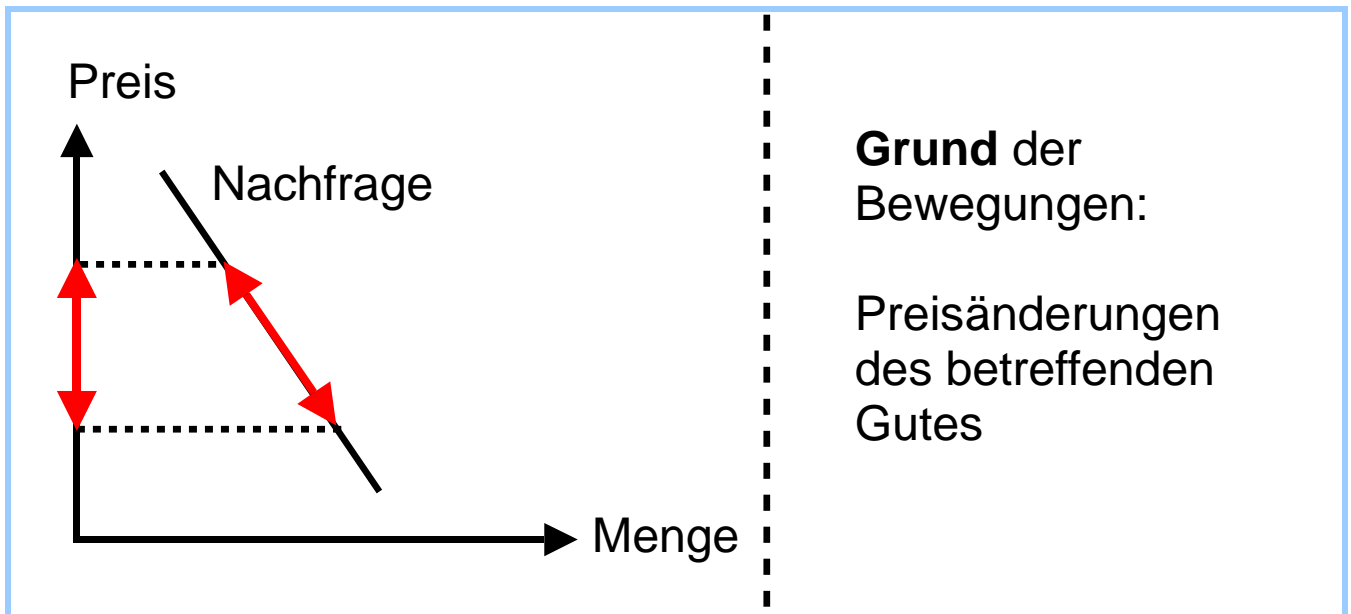 Preis
Nachfrage
Menge
Grund der
Bewegungen:
Preisänderungen
des betreffenden
Gutes